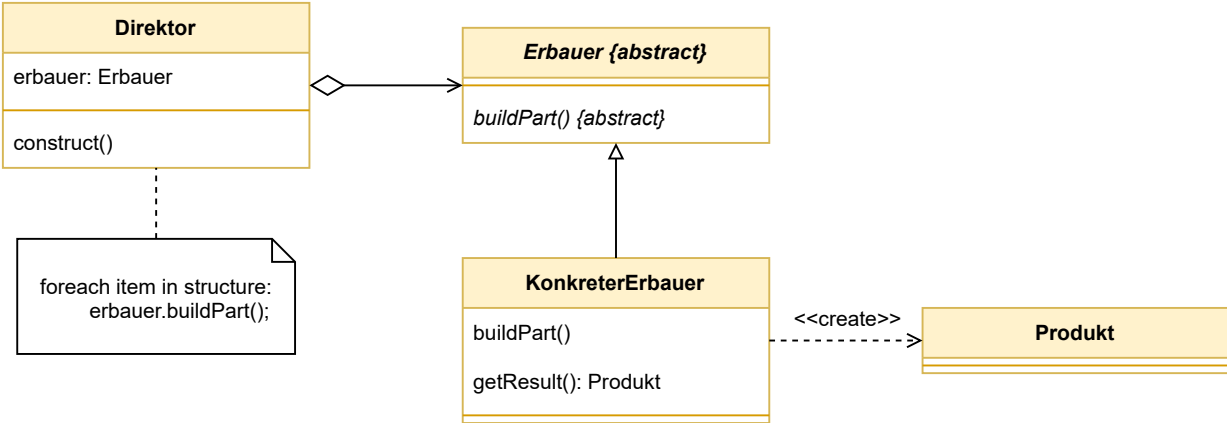 Direktor
erbauer: Erbauer
construct()
foreach item in structure:
erbauer.buildPart();
Erbauer {abstract}
buildPart() {abstract}
KonkreterErbauer
buildPart()
getResult(): Produkt
<<create>>
Produkt